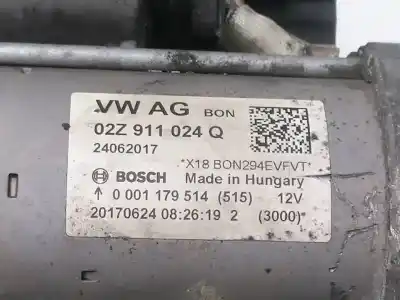 VW AG BON
02Z 911 024 Q
24062017
*X18 BON294EVFVT*
BOSCH Made in Hungary
↑ 0 001 179 514 (515) 12V
20170624 08:26:19 2 (3000)